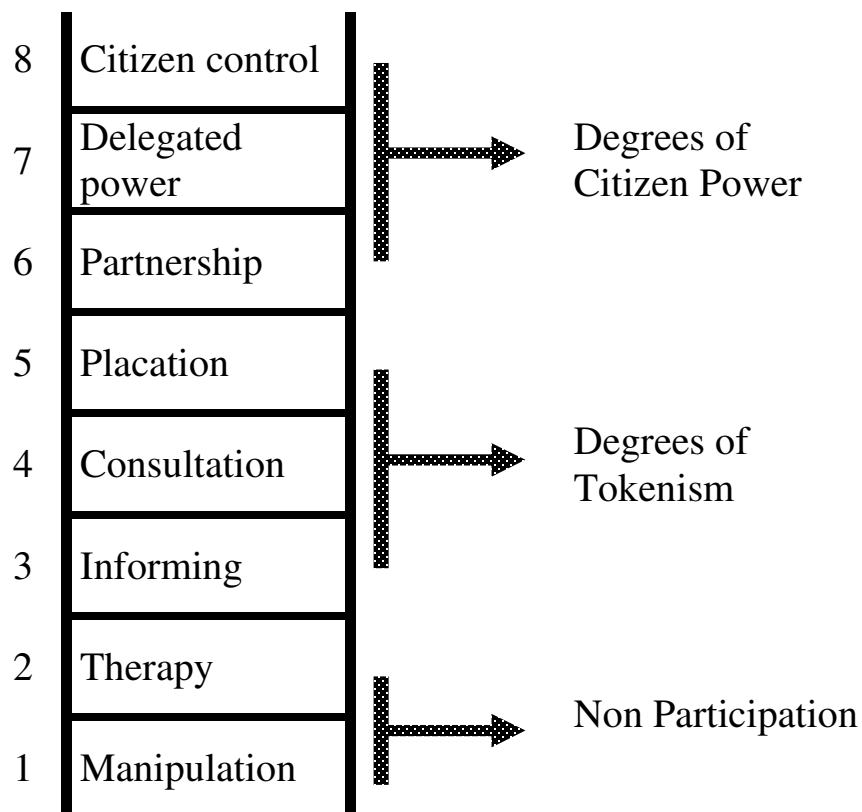 8 Citizen control
7 Delegated
power
Degrees of
Citizen Power
6 Partnership
5 Placation
4 Consultation
Degrees of
Tokenism
3 Informing
2 Therapy
Non Participation
1 Manipulation